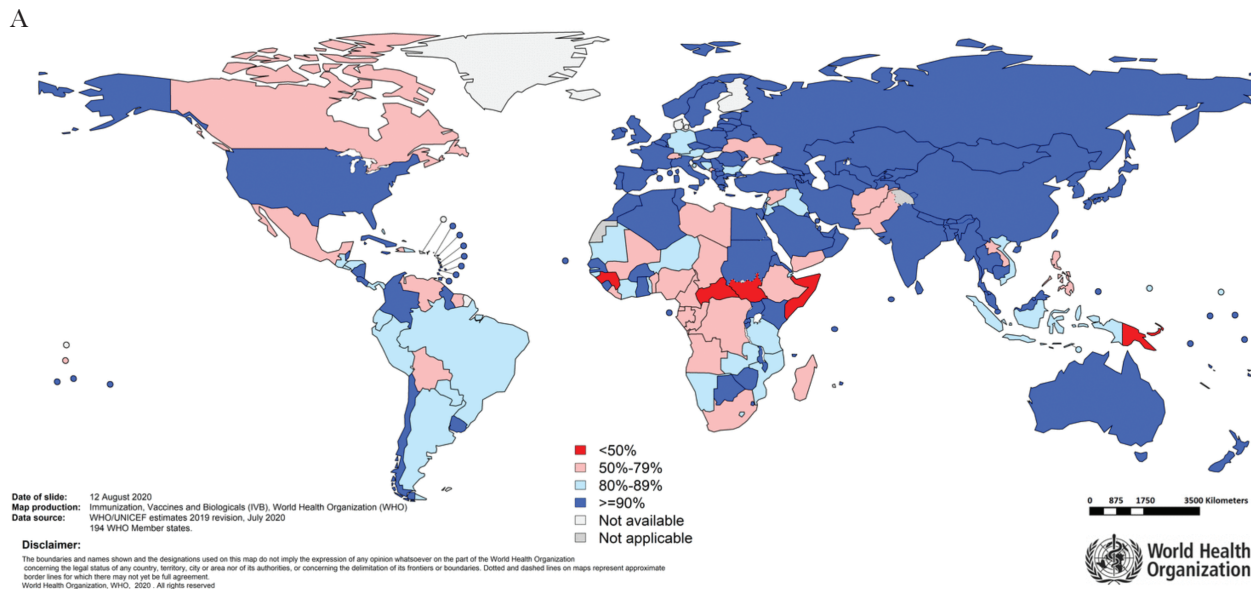 A
<50%
50%-79%
80%-89%
>=90%
Not available
Not applicable
Date of slide: 12 August 2020
Map production: Immunization, Vaccines and Biologicals (IVB), World Health Organization (WHO)
Data source: WHO/UNICEF estimates 2019 revision, July 2020
194 WHO Member states.
Disclaimer:
The boundaries and names shown and the designations used on this map do not imply the expression of any opinion whatsoever on the part of the World Health Organization
concerning the legal status of any country, territory, city or area nor of its authorities, or concerning the delimitation of its frontiers or boundaries. Dotted and dashed lines on maps represent approximate
border lines for which there may not yet be full agreement.
World Health Organization, WHO, 2020 . All rights reserved
0 875 1750 3500 Kilometers
World Health
Organization